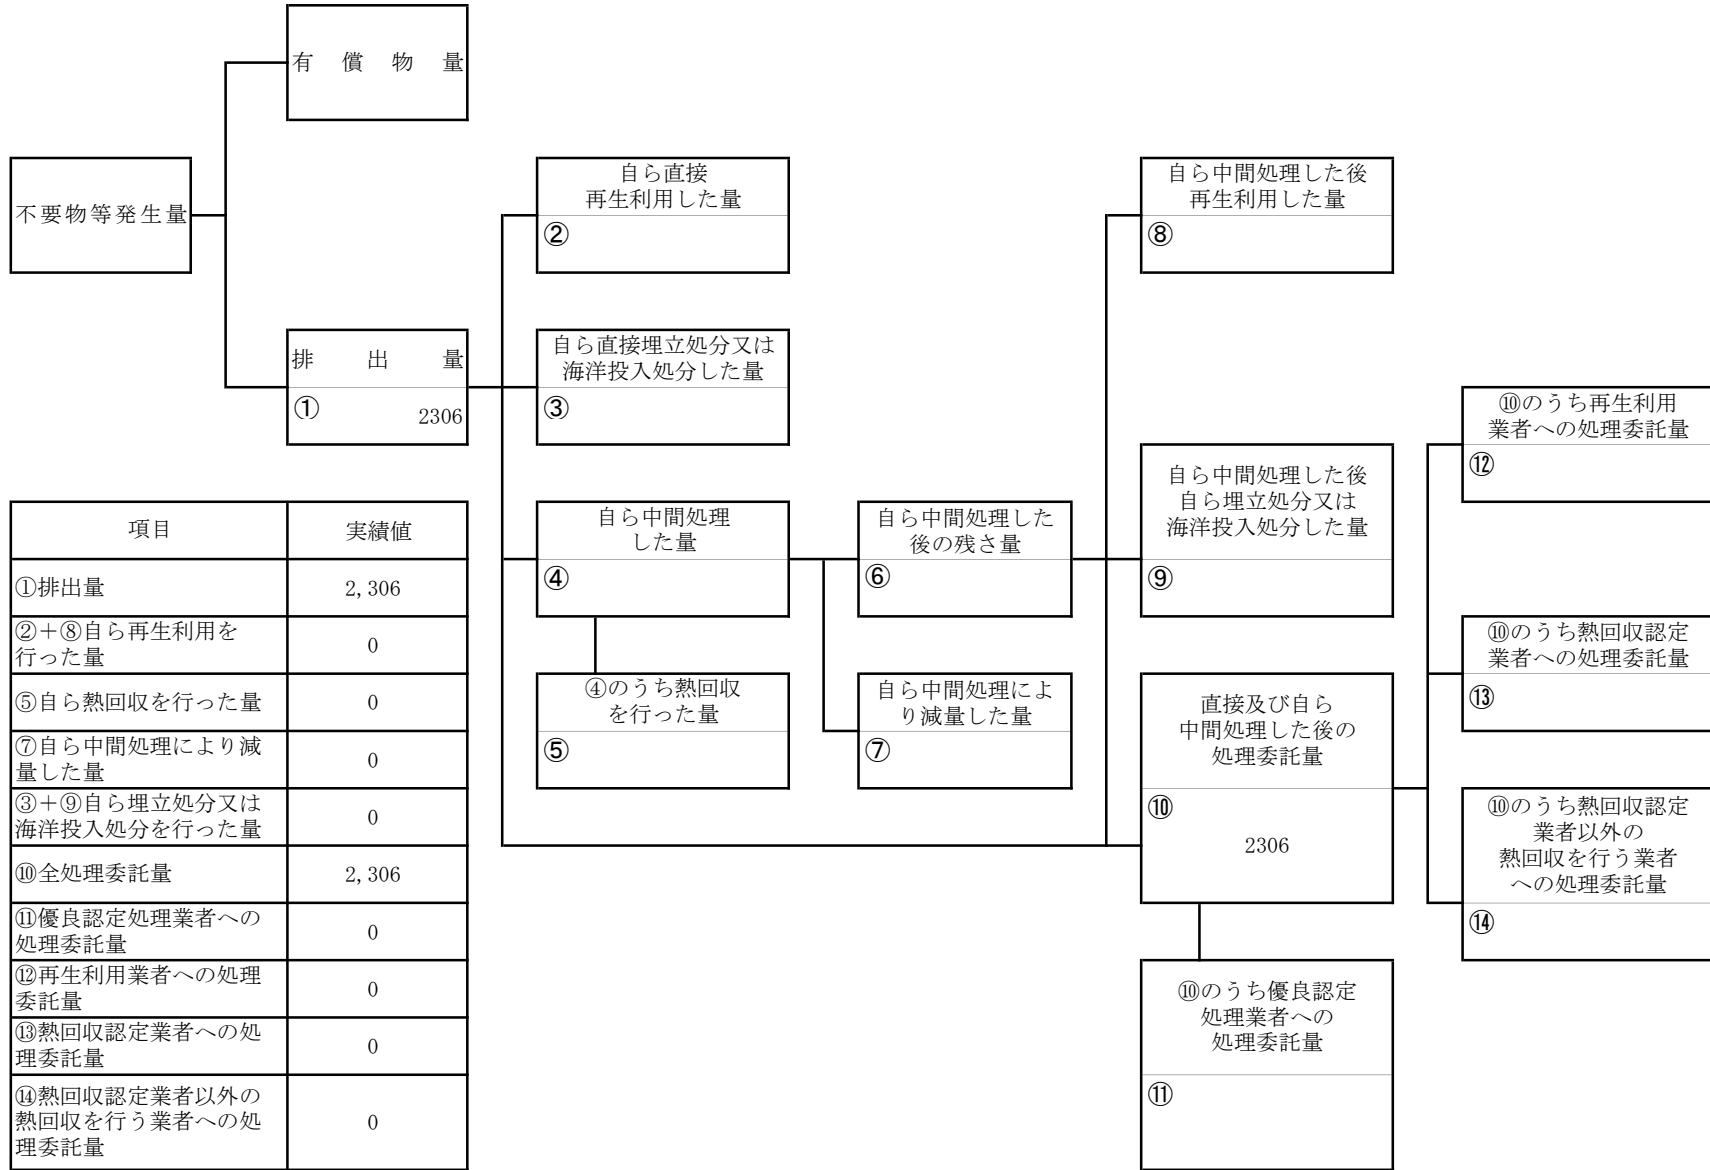 有償物量
不要物等発生量
排出量
①
2306
自ら直接
再生利用した量
②
自ら直接埋立処分又は
海洋投入処分した量
③
自ら中間処理
した量
④
④のうち熱回収
を行った量
⑤
自ら中間処理した
後の残さ量
⑥
自ら中間処理によ
り減量した量
⑦
自ら中間処理した後
再生利用した量
⑧
自ら中間処理した後
自ら埋立処分又は
海洋投入処分した量
⑨
直接及び自ら
中間処理した後の
処理委託量
⑩
2306
⑩のうち優良認定
処理業者への
処理委託量
⑪
⑩のうち再生利用
業者への処理委託量
⑫
⑩のうち熱回収認定
業者への処理委託量
⑬
⑩のうち熱回収認定
業者以外の
熱回収を行う業者
への処理委託量
⑭
項目 実績値
①排出量 2,306
②＋⑧自ら再生利用を
行った量 0
⑤自ら熱回収を行った量 0
⑦自ら中間処理により減
量した量 0
③＋⑨自ら埋立処分又は
海洋投入処分を行った量 0
⑩全処理委託量 2,306
⑪優良認定処理業者への
処理委託量 0
⑫再生利用業者への処理
委託量 0
⑬熱回収認定業者への処
理委託量 0
⑭熱回収認定業者以外の
熱回収を行う業者への処
理委託量 0